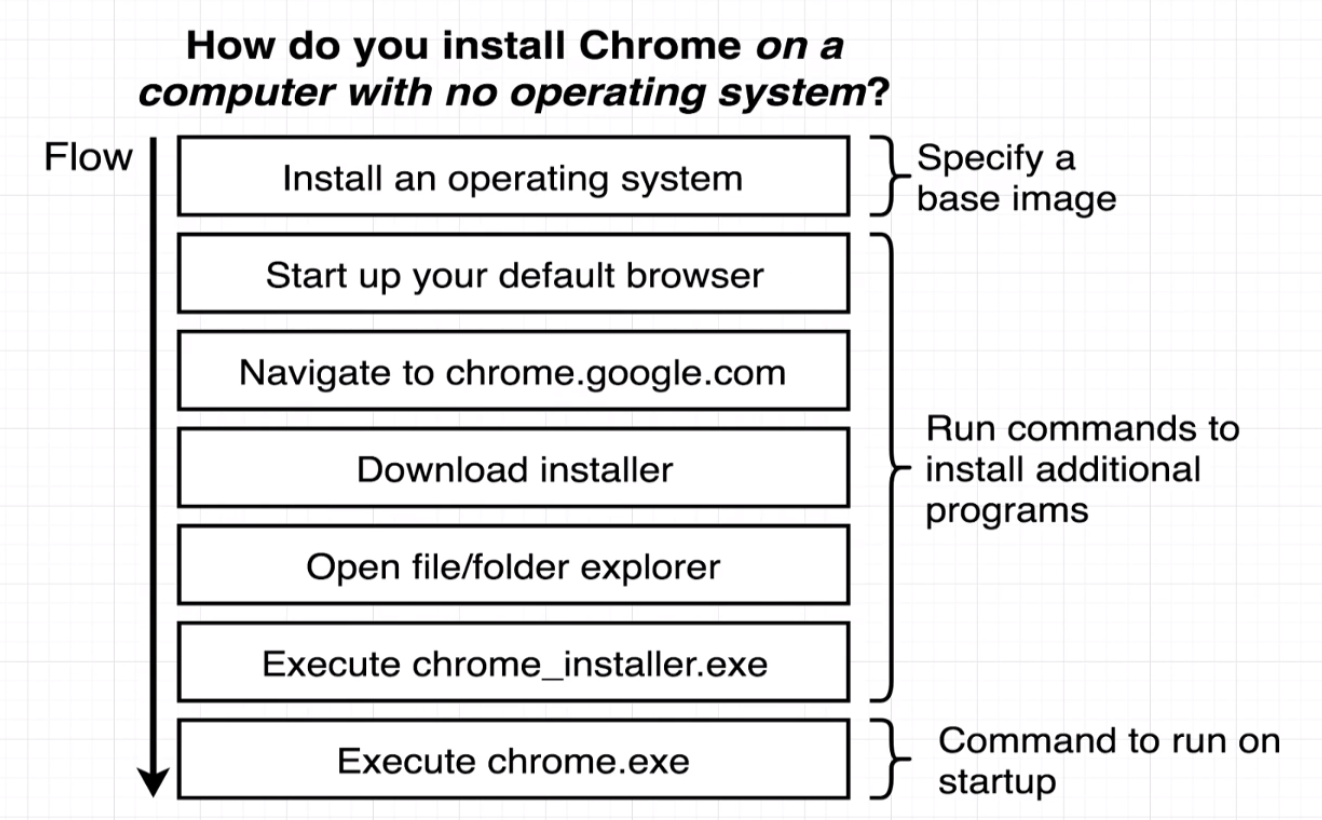 How do you install Chrome on a
computer with no operating system?
Flow
Install an operating system
Specify a
base image
Start up your default browser
Navigate to chrome.google.com
Download installer
Open file/folder explorer
Execute chrome_installer.exe
Run commands to
install additional
programs
Execute chrome.exe
Command to run on
startup